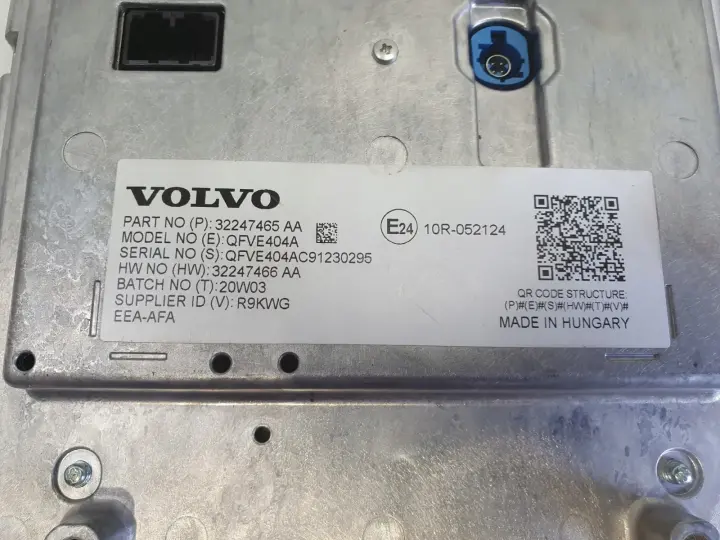 VOLVO
PART NO (P): 32247465 AA
MODEL NO (E): QFVE404A
SERIAL NO (S): QFVE404AC91230295
HW NO (HW): 32247466 AA
BATCH NO (T): 20W03
SUPPLIER ID (V): R9KWG
EEA-AFA
E24 10R-052124
QR CODE STRUCTURE:
(P)#(E)#(S)#(HW)#(T)#(V)#
MADE IN HUNGARY